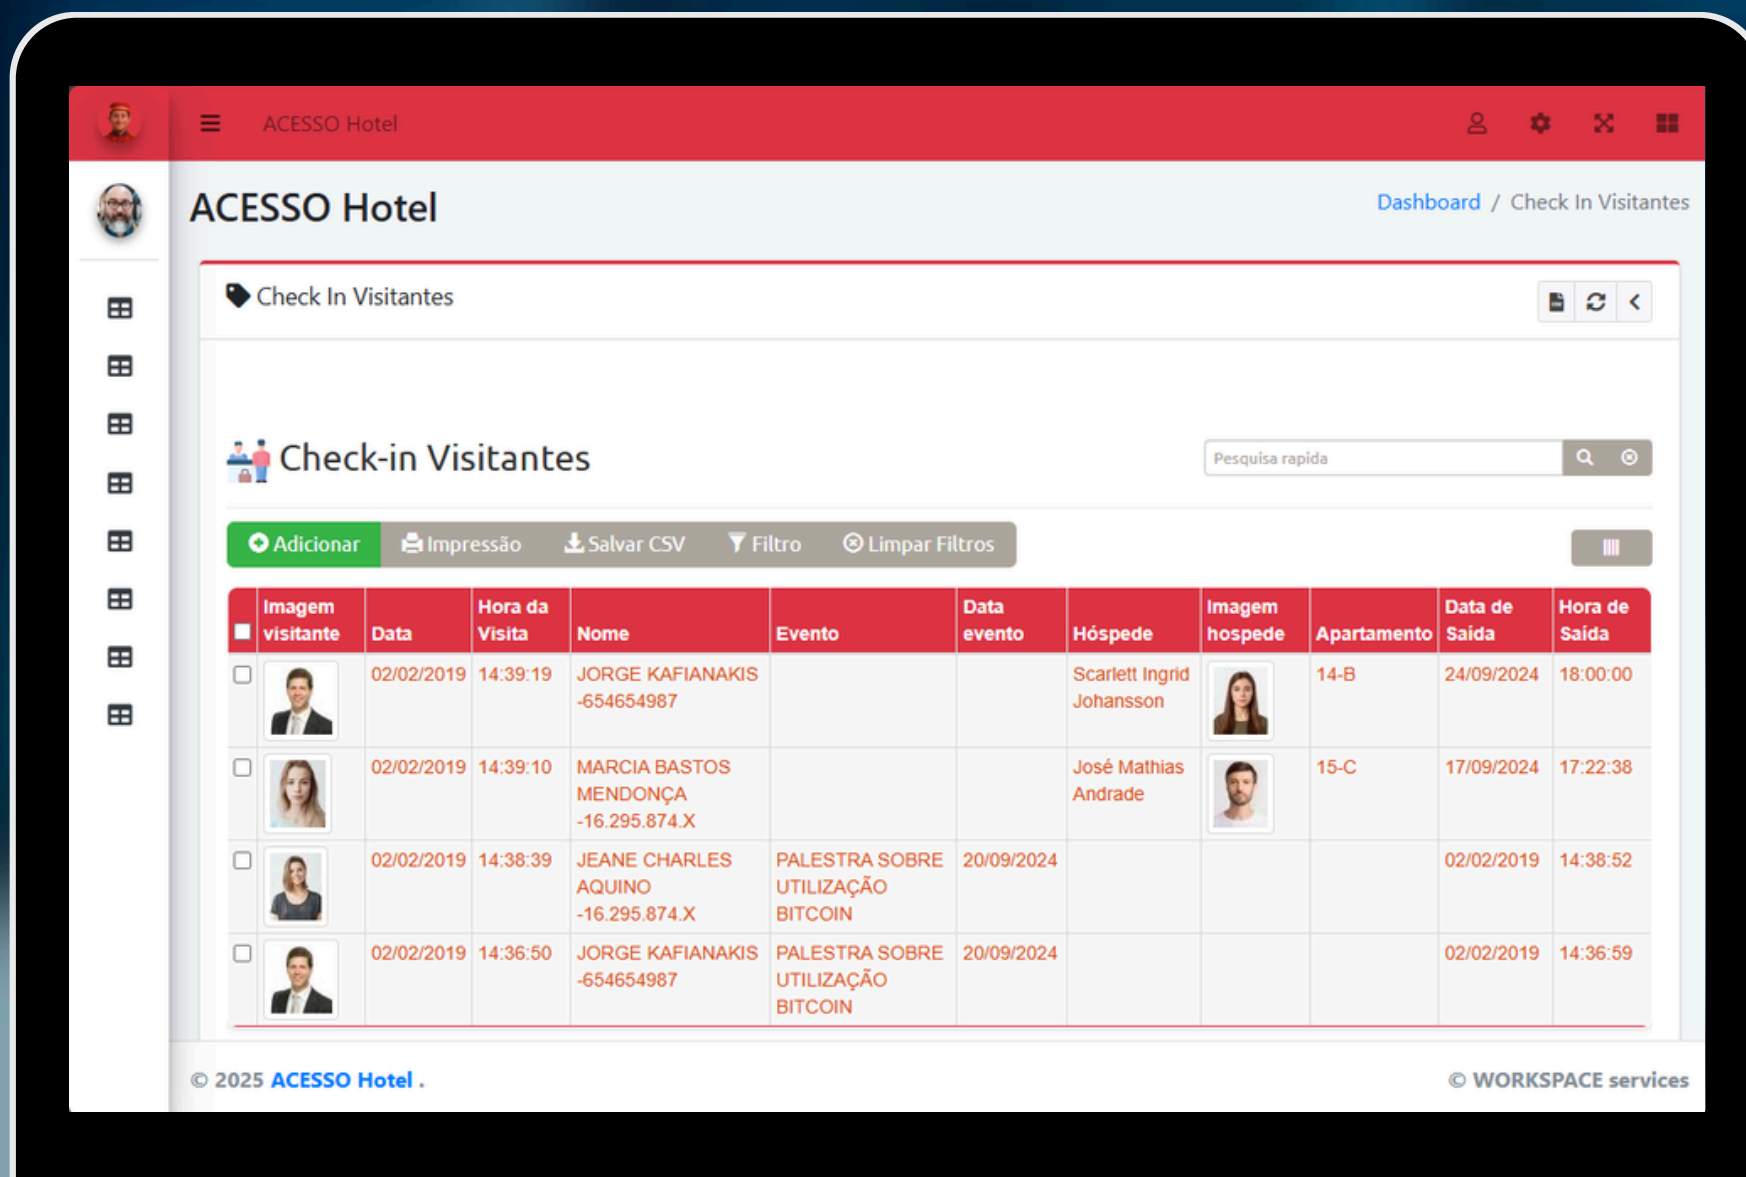 ACESSO Hotel
ACESSO Hotel
Dashboard / Check In Visitantes
Check In Visitantes
Check-in Visitantes
Pesquisa rapida
Adicionar Impressão Salvar CSV Filtro Limpar Filtros
Imagem visitante Data Hora da Visita Nome Evento Data evento Hóspede Imagem hospede Apartamento Data de Saída Hora de Saída
02/02/2019 14:39:19 JORGE KAFIANAKIS -654654987 Scarlett Ingrid Johansson 14-B 24/09/2024 18:00:00
02/02/2019 14:39:10 MARCIA BASTOS MENDONÇA -16.295.874.X José Mathias Andrade 15-C 17/09/2024 17:22:38
02/02/2019 14:38:39 JEANE CHARLES AQUINO -16.295.874.X PALESTRA SOBRE UTILIZAÇÃO BITCOIN 20/09/2024 02/02/2019 14:38:52
02/02/2019 14:36:50 JORGE KAFIANAKIS -654654987 PALESTRA SOBRE UTILIZAÇÃO BITCOIN 20/09/2024 02/02/2019 14:36:59
© 2025 ACESSO Hotel .
© WORKSPACE services